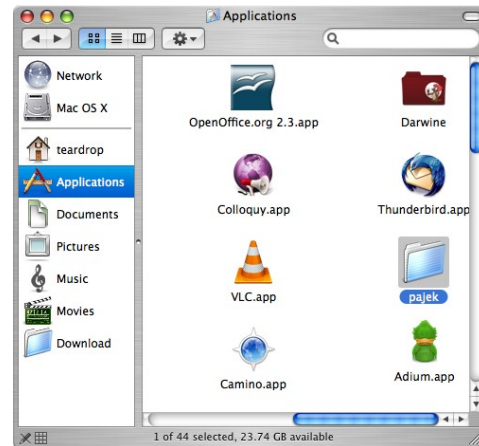 Applications
Network
Mac OS X
teardrop
Applications
Documents
Pictures
Music
Movies
Download
OpenOffice.org 2.3.app
Darwine
Colloquy.app
Thunderbird.app
VLC.app
pajek
Camino.app
Adium.app
1 of 44 selected, 23.74 GB available